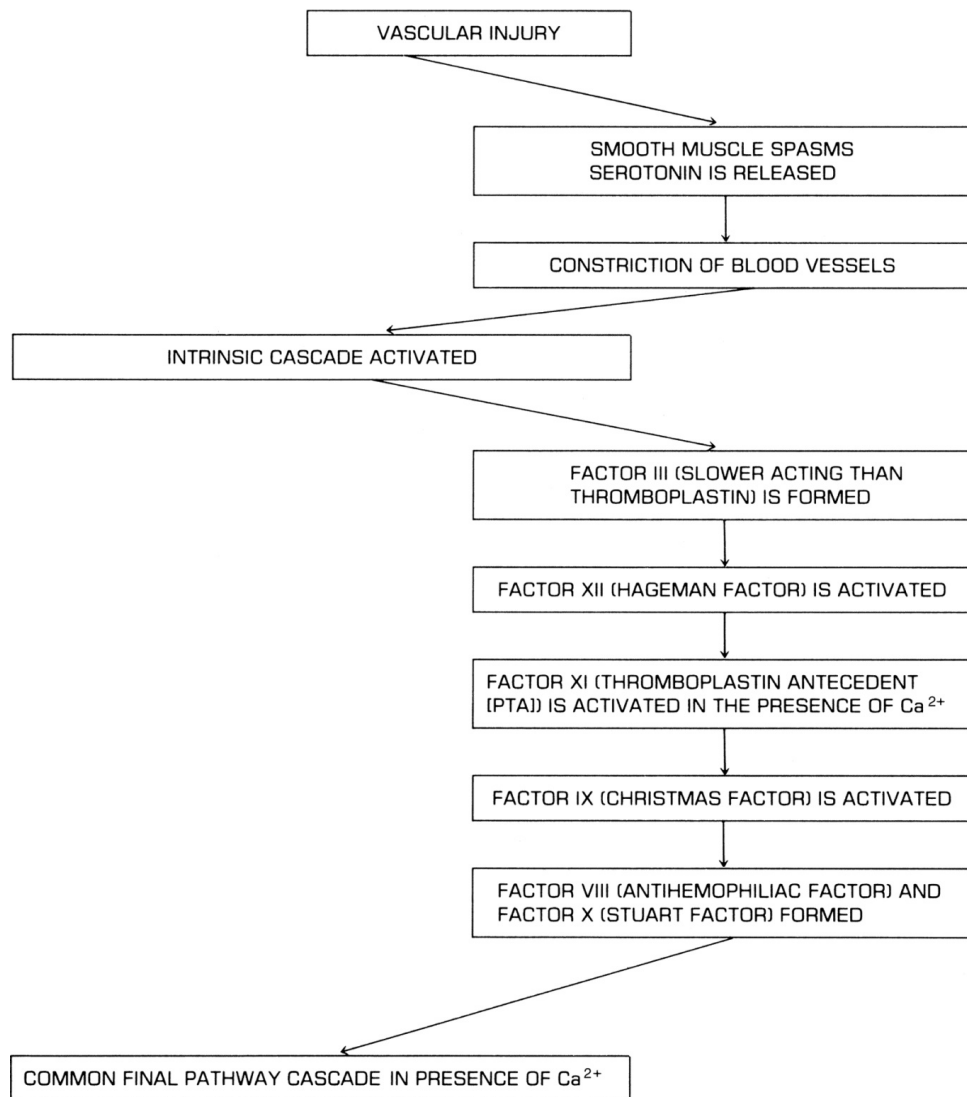 VASCULAR INJURY
SMOOTH MUSCLE SPASMS
SEROTONIN IS RELEASED
CONSTRICTION OF BLOOD VESSELS
INTRINSIC CASCADE ACTIVATED
FACTOR III (SLOWER ACTING THAN
THROMBOPLASTIN) IS FORMED
FACTOR XII (HAGEMAN FACTOR) IS ACTIVATED
FACTOR XI (THROMBOPLASTIN ANTECEDENT
[PTA]) IS ACTIVATED IN THE PRESENCE OF Ca²⁺
FACTOR IX (CHRISTMAS FACTOR) IS ACTIVATED
FACTOR VIII (ANTIHEMOPHILIAC FACTOR) AND
FACTOR X (STUART FACTOR) FORMED
COMMON FINAL PATHWAY CASCADE IN PRESENCE OF Ca²⁺